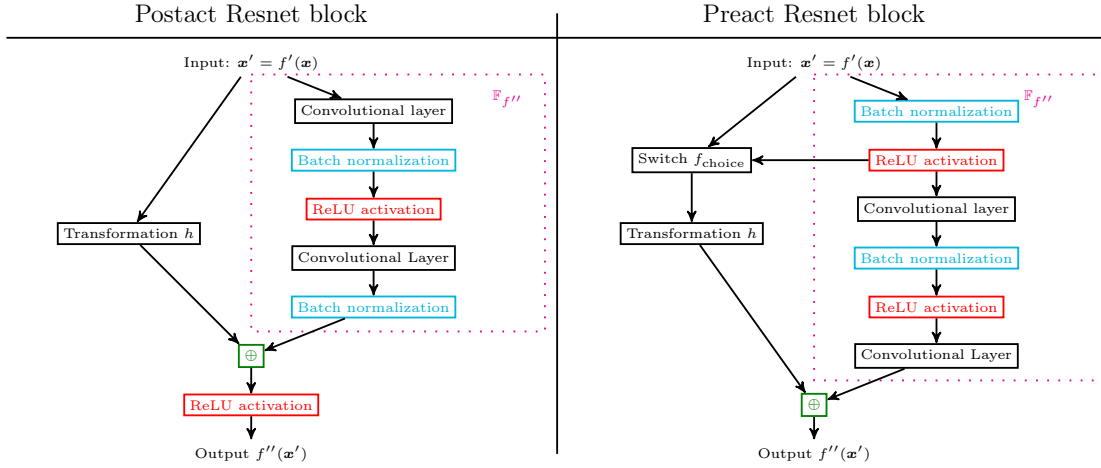 Postact Resnet block
Input: x′ = f′(x)
𝔽f′′
Convolutional layer
Batch normalization
ReLU activation
Transformation h
Convolutional Layer
Batch normalization
⊕
ReLU activation
Output f′′(x′)
Preact Resnet block
Input: x′ = f′(x)
𝔽f′′
Batch normalization
Switch fchoice
ReLU activation
Convolutional layer
Transformation h
Batch normalization
ReLU activation
Convolutional Layer
⊕
Output f′′(x′)